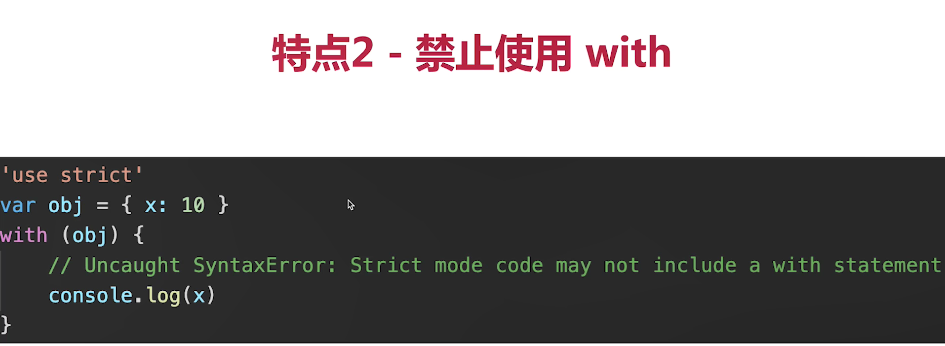 特点2 - 禁止使用 with
'use strict'
var obj = { x: 10 }
with (obj) {
    // Uncaught SyntaxError: Strict mode code may not include a with statement
    console.log(x)
}